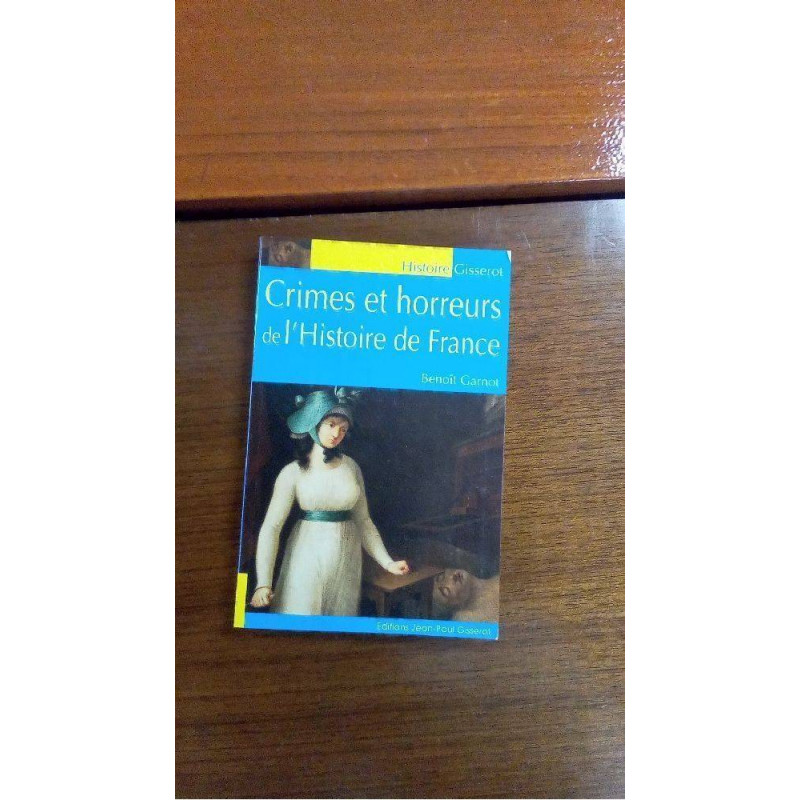 Histoire Gisserot
Crimes et horreurs
de l'Histoire de France
Benoît Garnot
Éditions Jean-Paul Gisserot